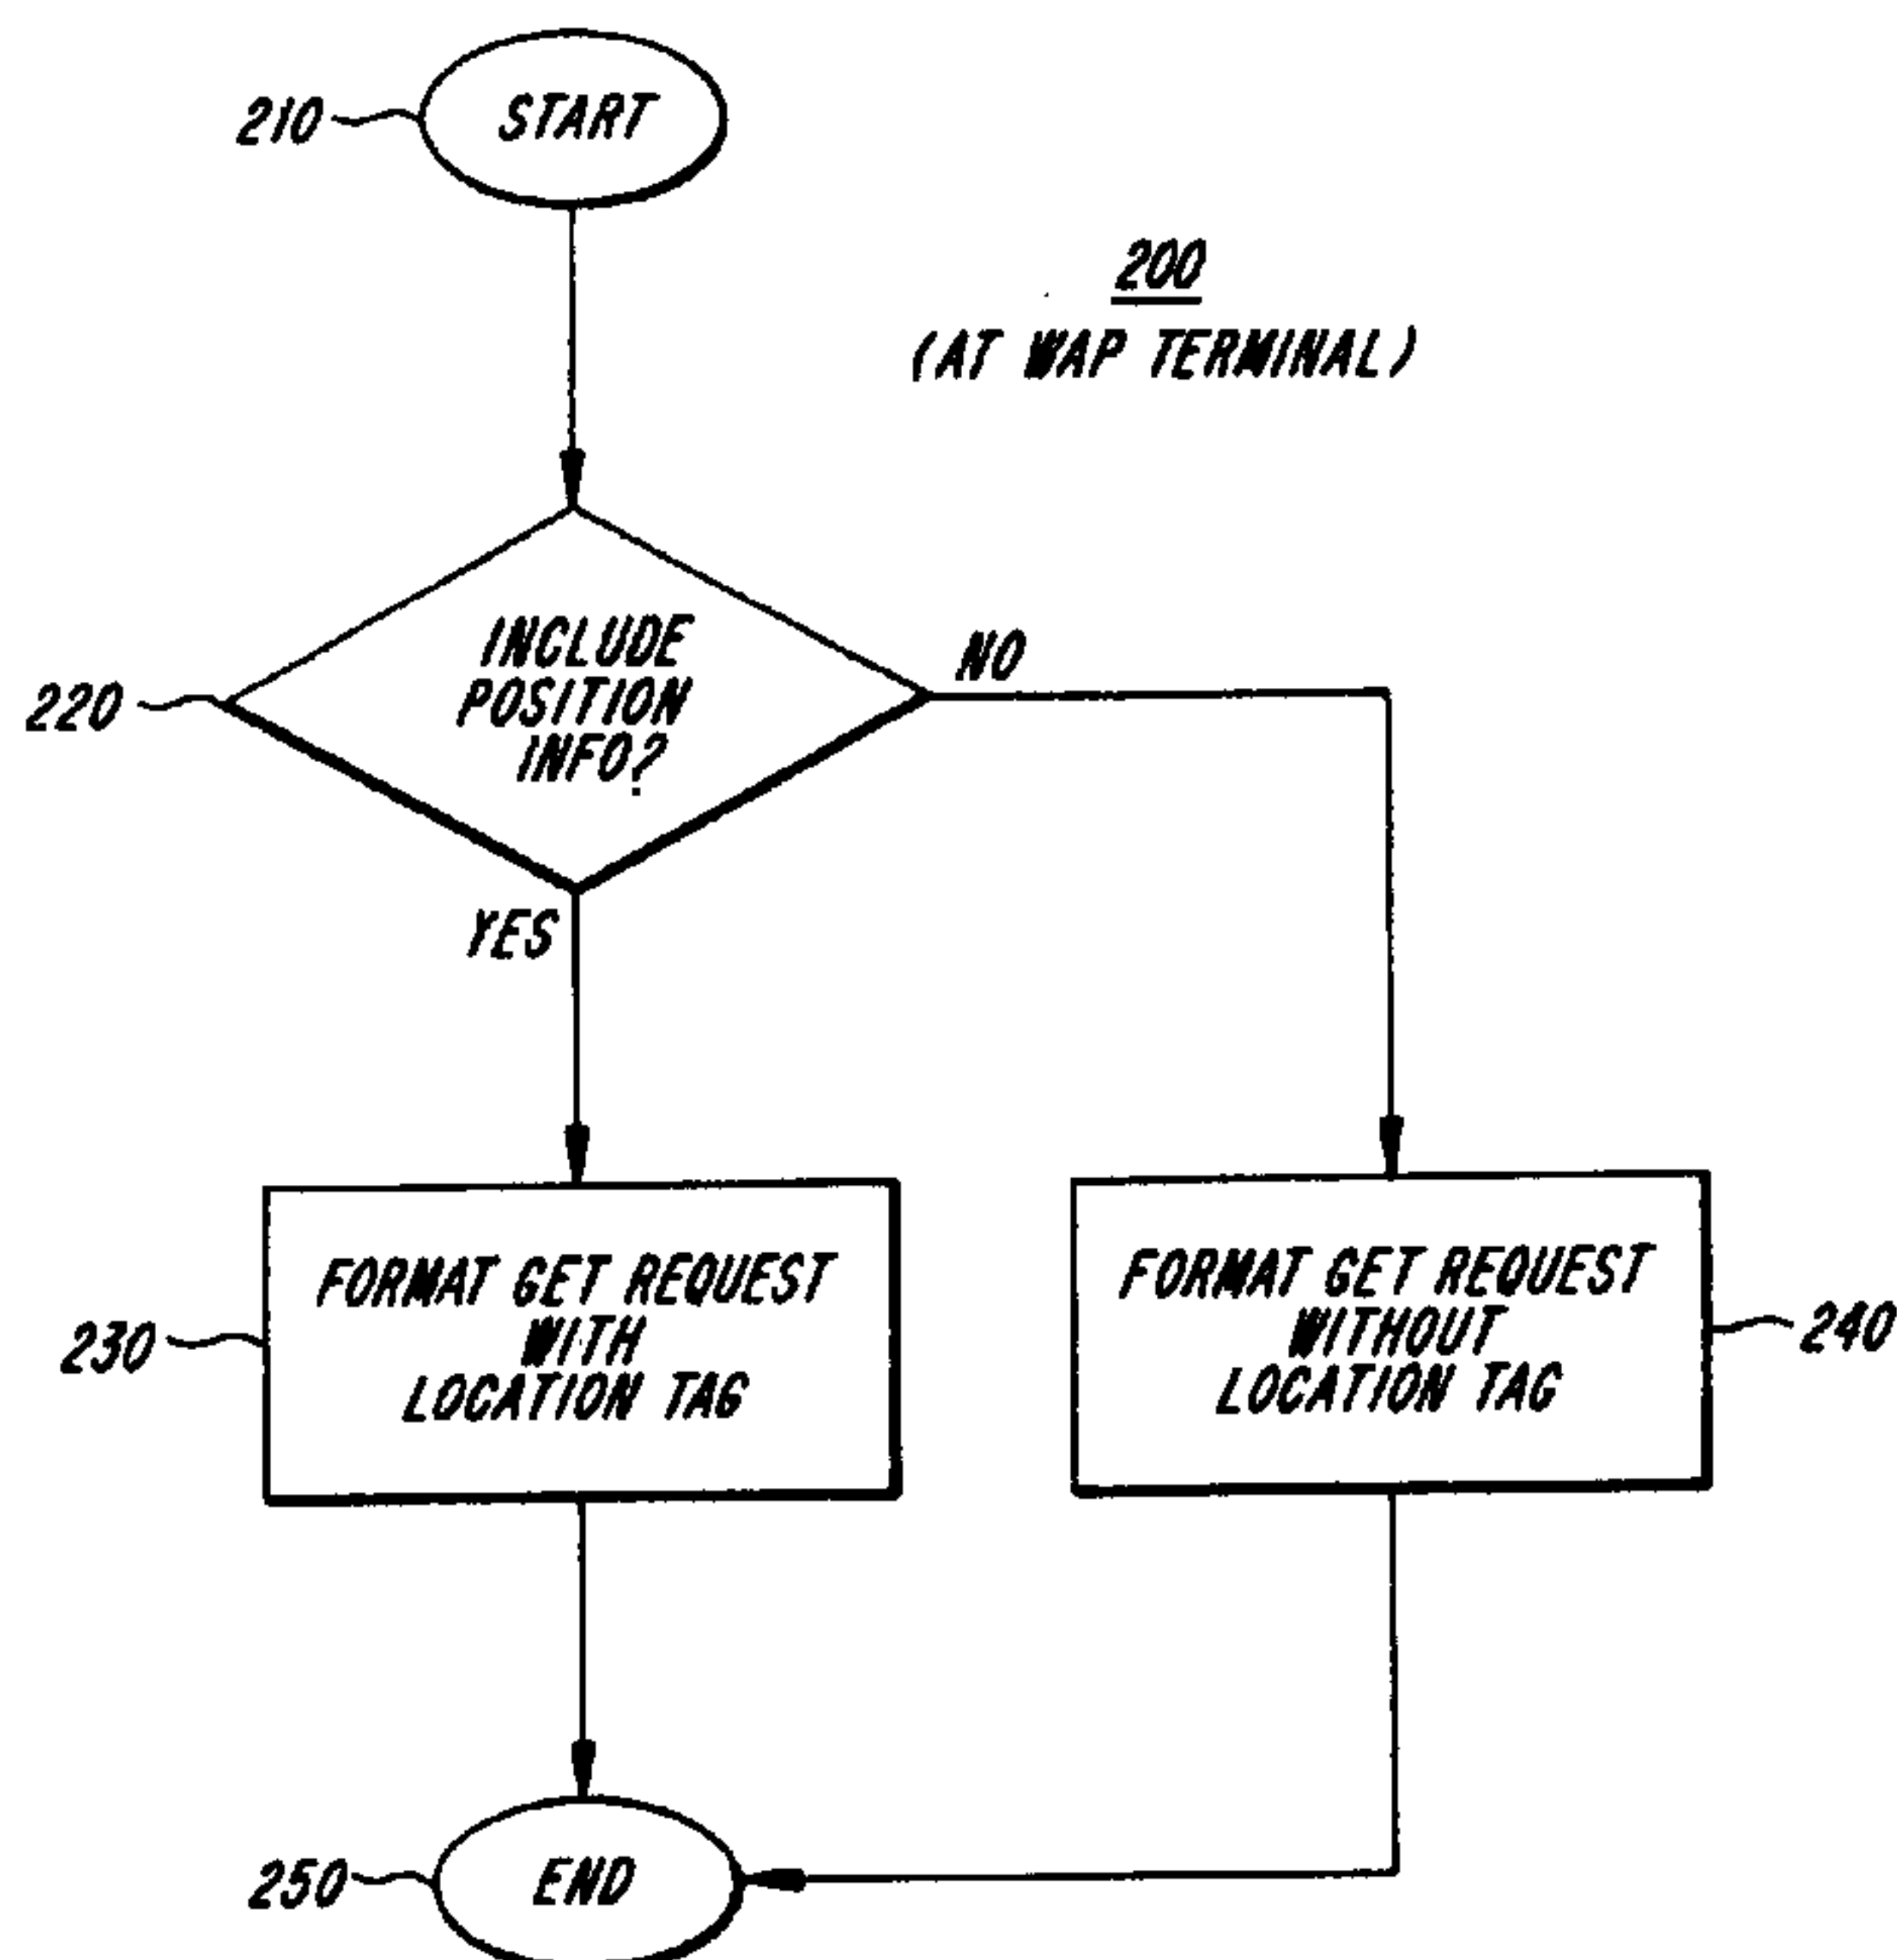 210
START
200
(AT WAP TERMINAL)
220
INCLUDE
POSITION
INFO?
NO
YES
230
FORMAT GET REQUEST
WITH
LOCATION TAG
FORMAT GET REQUEST
WITHOUT
LOCATION TAG
240
250
END